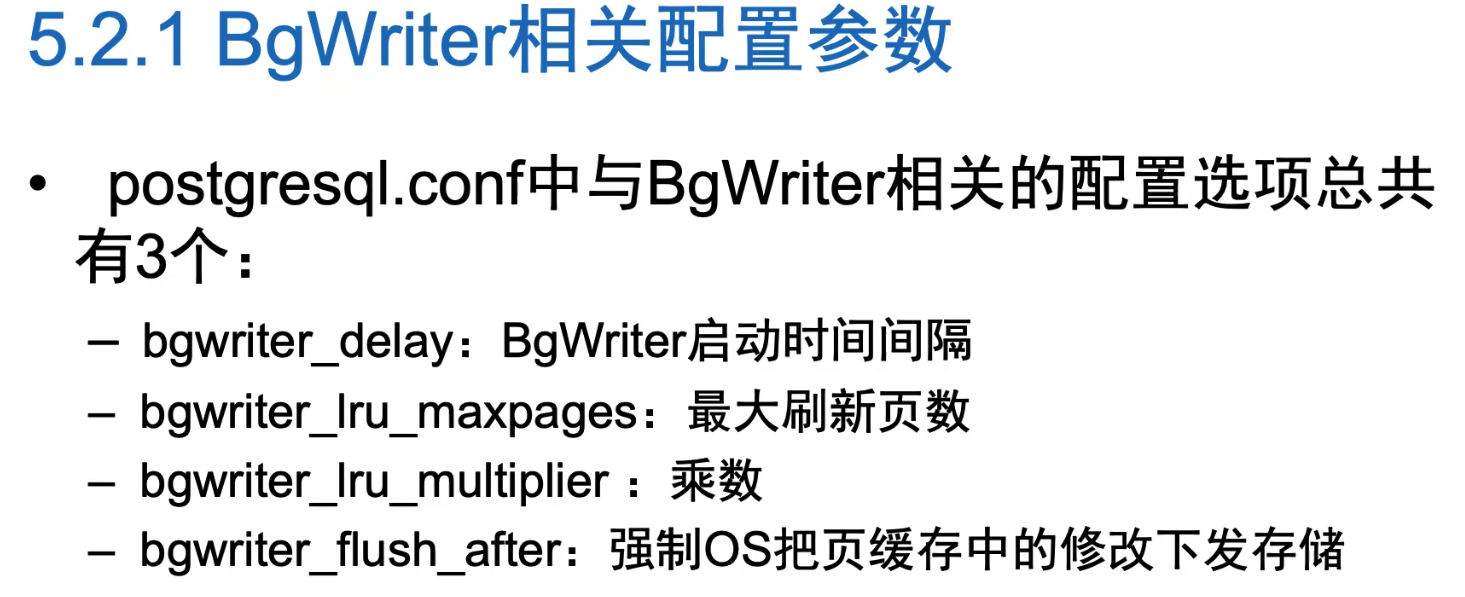 5.2.1 BgWriter相关配置参数
• postgresql.conf中与BgWriter相关的配置选项总共
有3个：
– bgwriter_delay：BgWriter启动时间间隔
– bgwriter_lru_maxpages：最大刷新页数
– bgwriter_lru_multiplier ：乘数
– bgwriter_flush_after：强制OS把页缓存中的修改下发存储